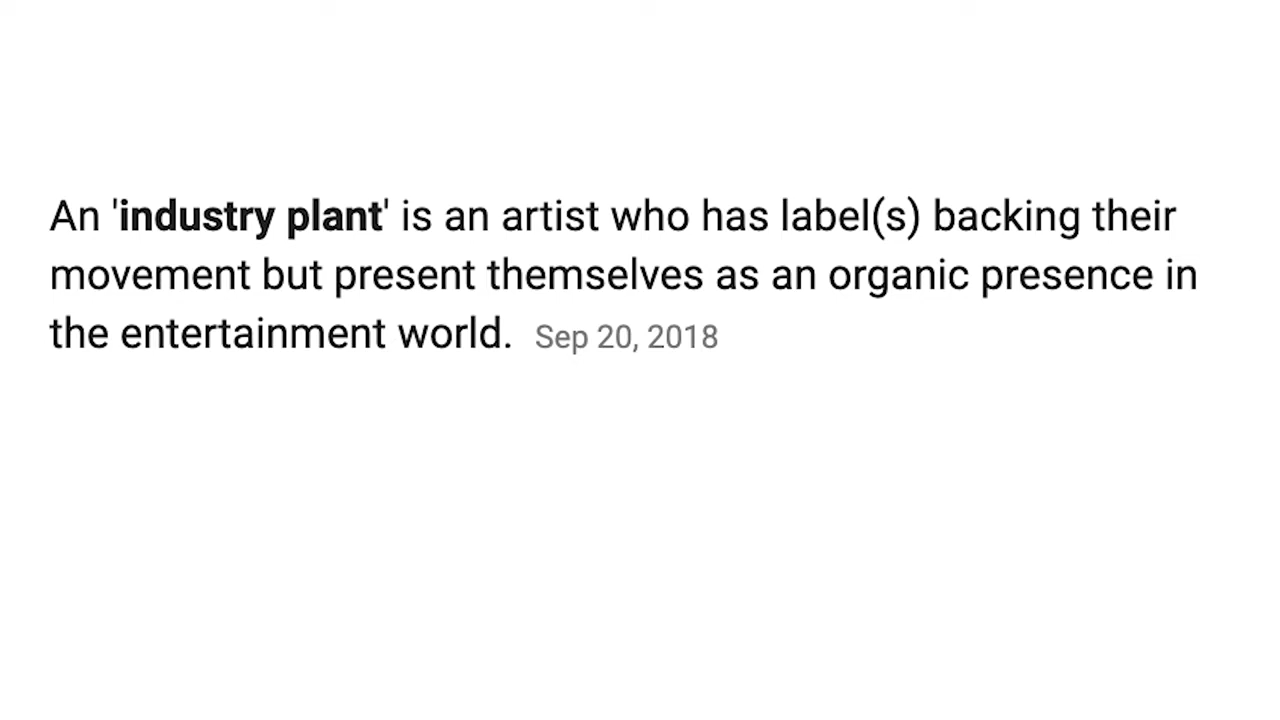 An 'industry plant' is an artist who has label(s) backing their
movement but present themselves as an organic presence in
the entertainment world. Sep 20, 2018